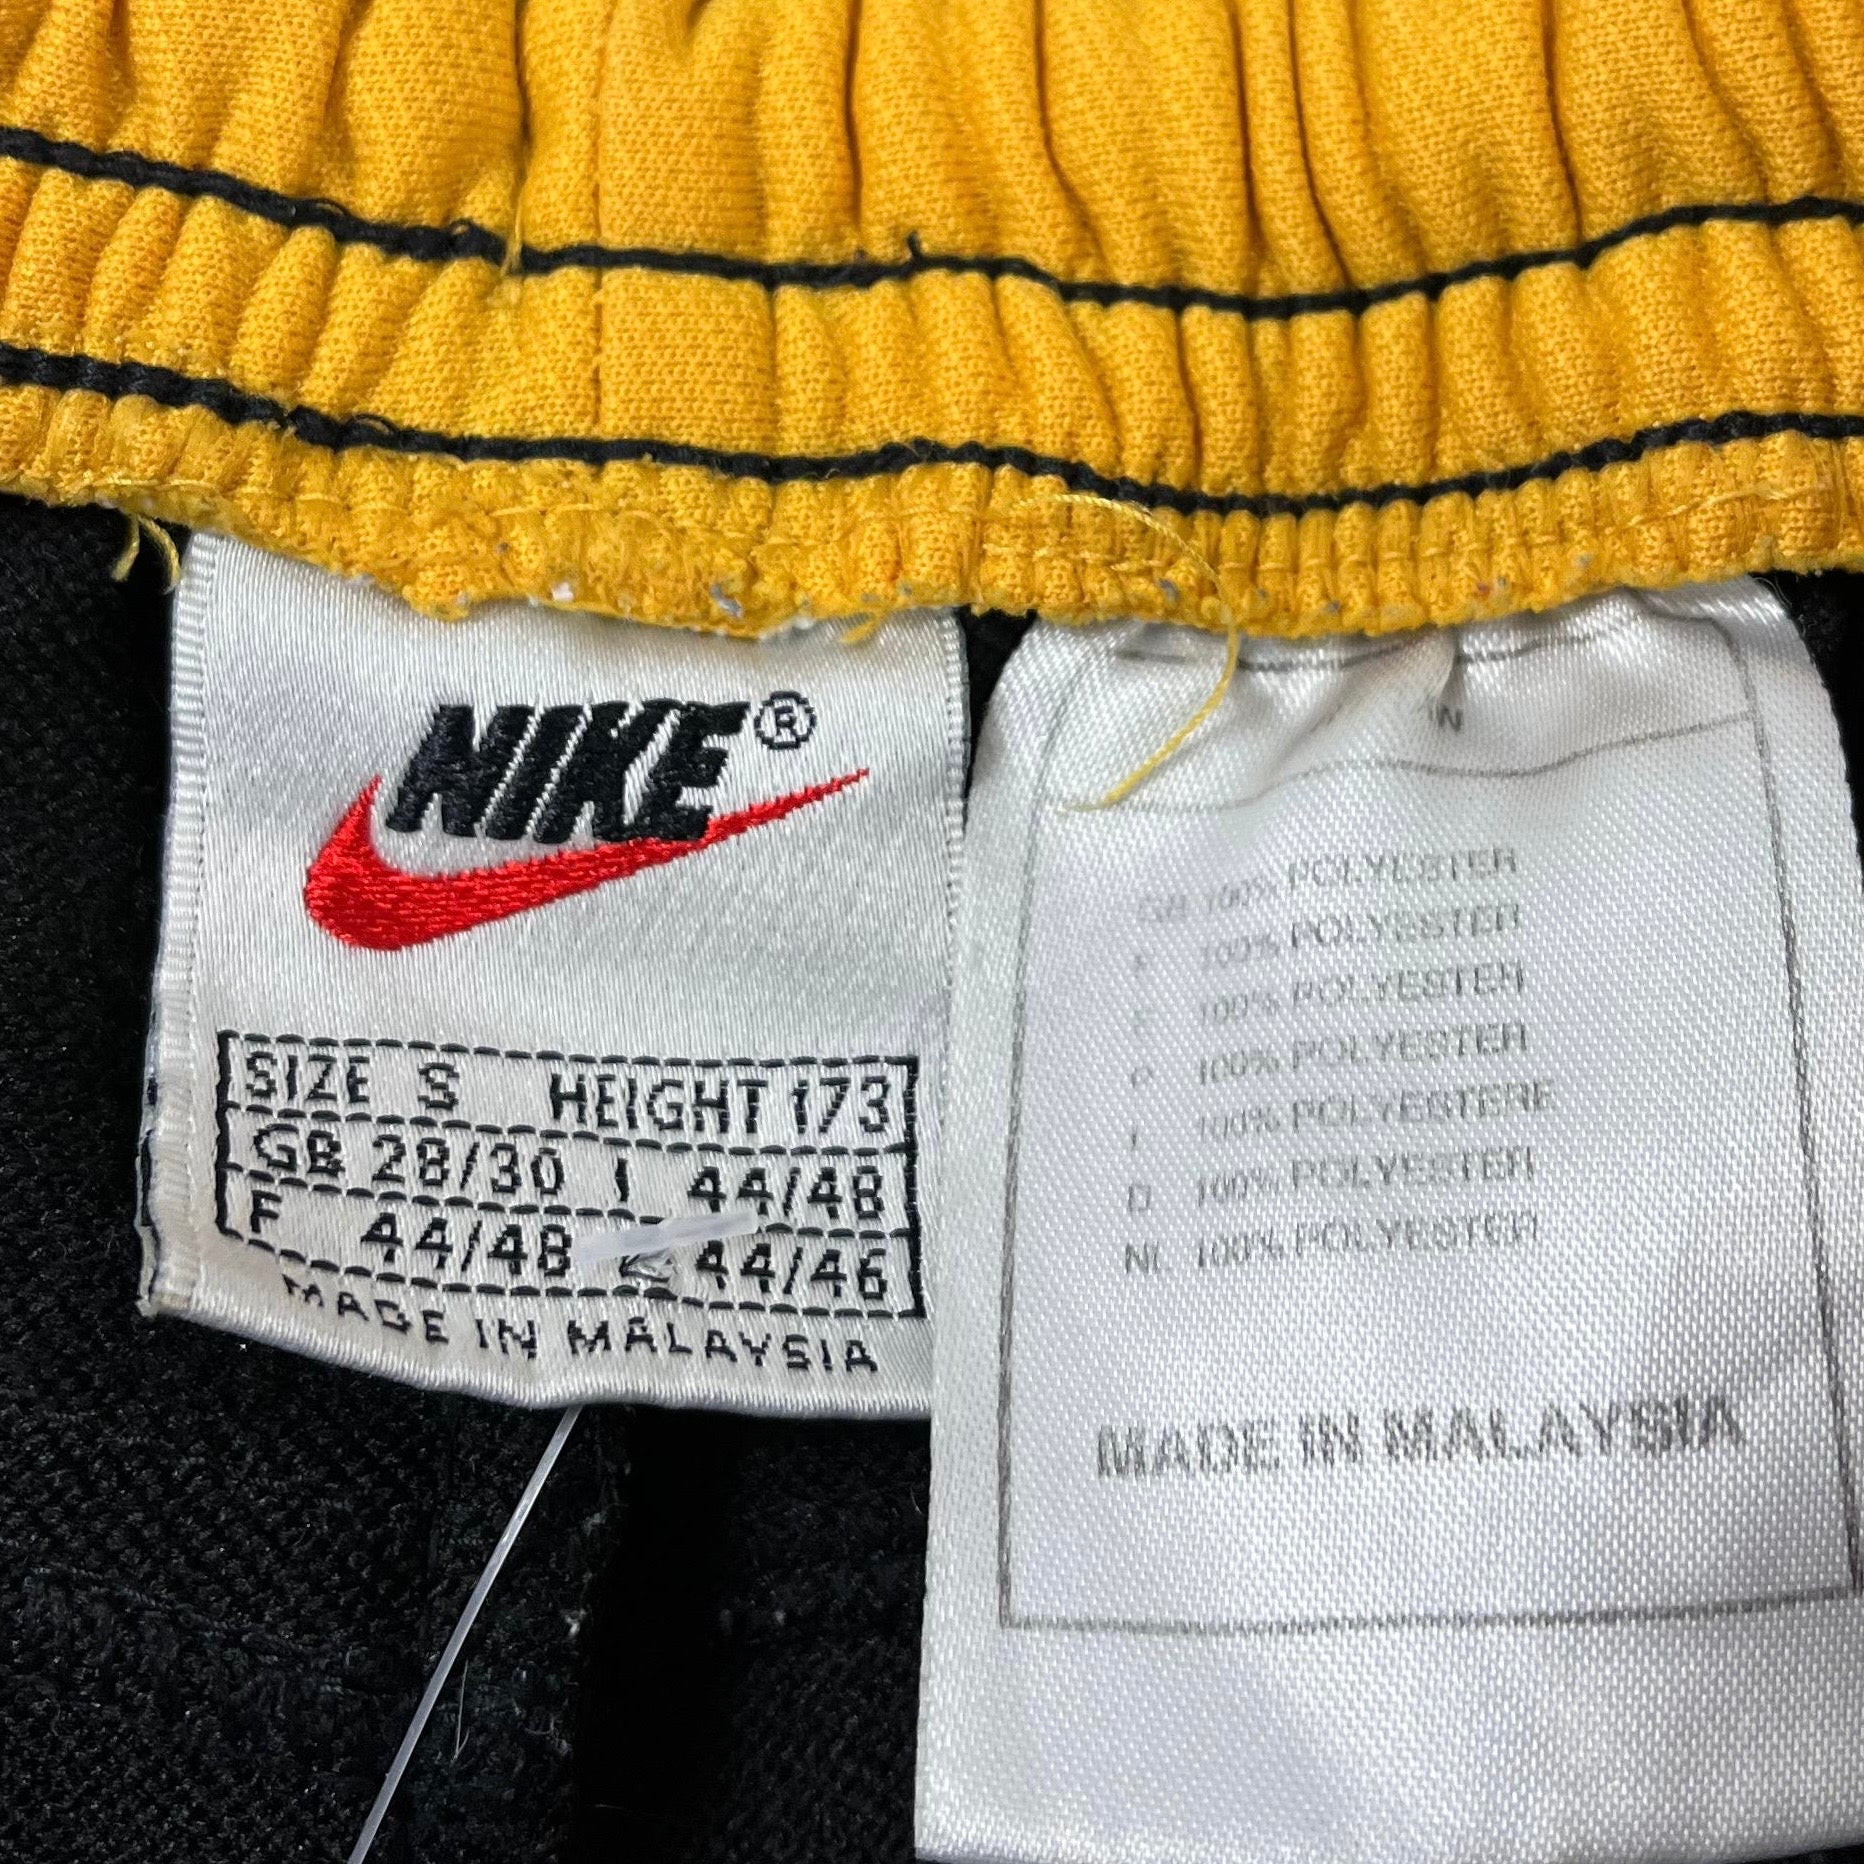 NIKE®
SIZE S HEIGHT 173
GB 28/30 I 44/48
F 44/48 44/46
MADE IN MALAYSIA
IN
100% POLYESTER
F 100% POLYESTER
E 100% POLYESTER
100% POLYESTER
I 100% POLYESTERE
D 100% POLYESTER
NL 100% POLYESTER
MADE IN MALAYSIA